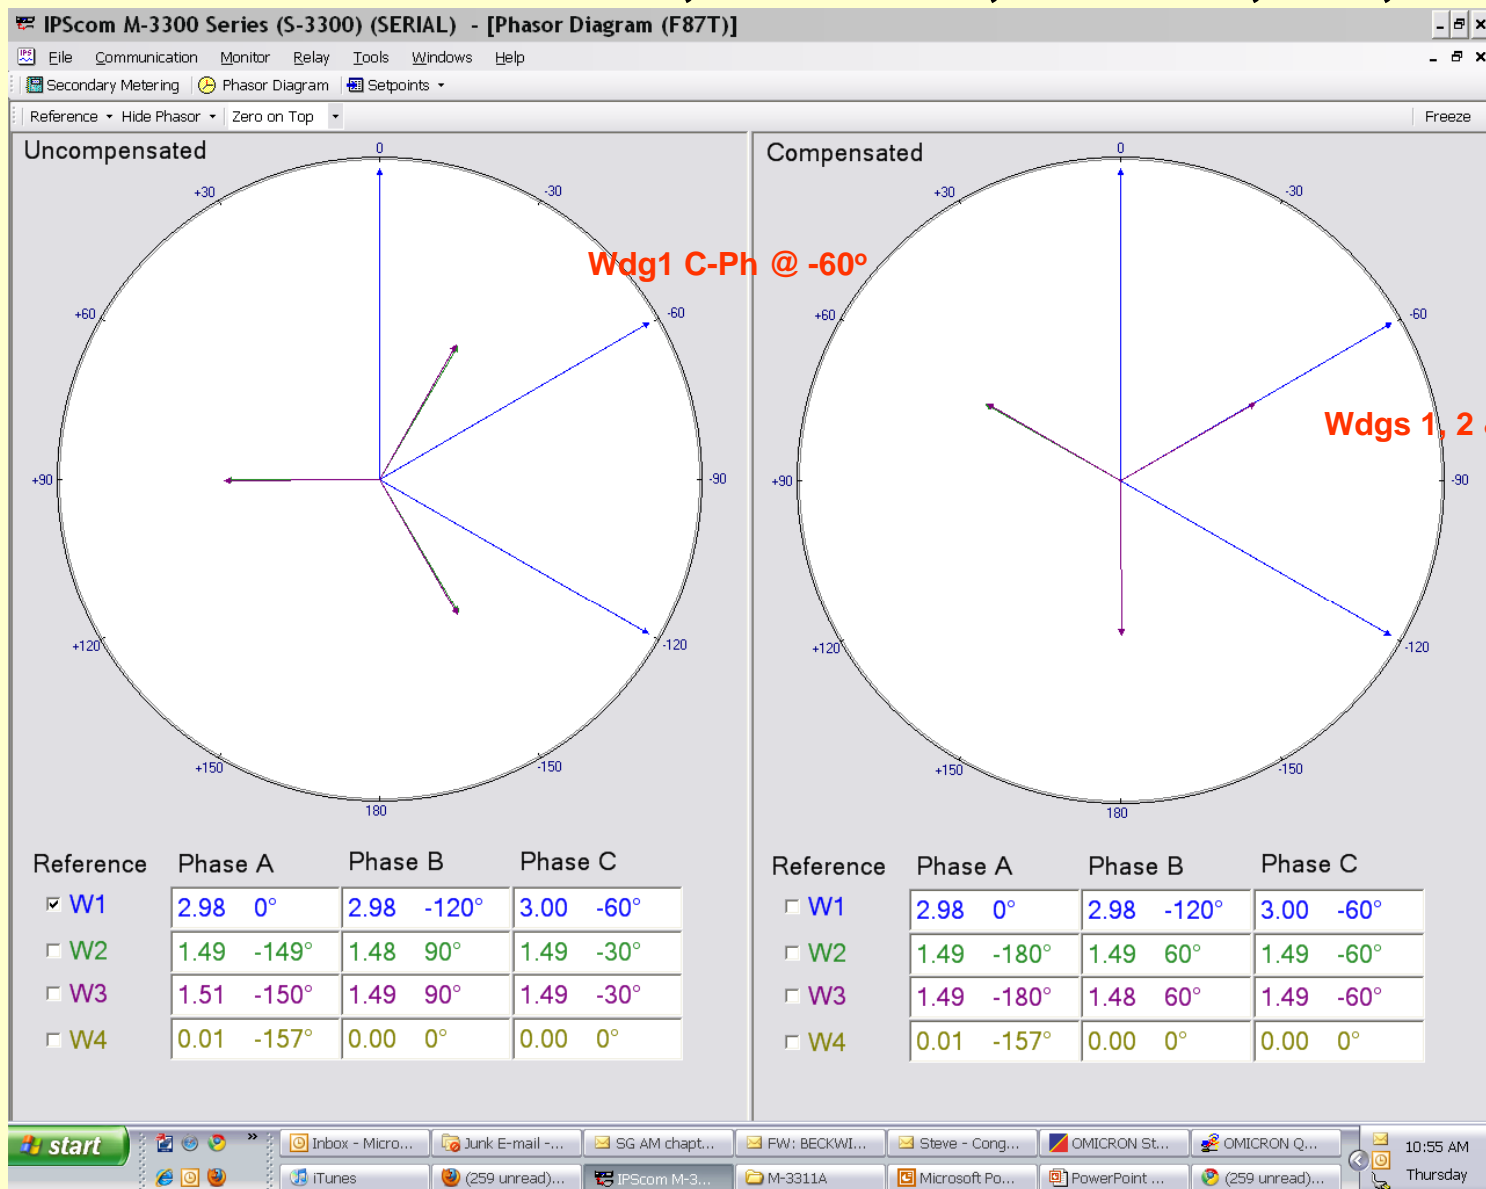 IPScom M-3300 Series (S-3300) (SERIAL) - [Phasor Diagram (F87T)]
File Communication Monitor Relay Tools Windows Help
Secondary Metering Phasor Diagram Setpoints
Reference Hide Phasor Zero on Top Freeze
Uncompensated
0
+30 -30
+60 -60
+90 -90
+120 -120
+150 -150
180
Wdg1 C-Ph @ -60°
Compensated
0
+30 -30
+60 -60
+90 -90
+120 -120
+150 -150
180
Wdgs 1, 2
Reference Phase A Phase B Phase C
W1 2.98 0° 2.98 -120° 3.00 -60°
W2 1.49 -149° 1.48 90° 1.49 -30°
W3 1.51 -150° 1.49 90° 1.49 -30°
W4 0.01 -157° 0.00 0° 0.00 0°
Reference Phase A Phase B Phase C
W1 2.98 0° 2.98 -120° 3.00 -60°
W2 1.49 -180° 1.49 60° 1.49 -60°
W3 1.49 -180° 1.48 60° 1.49 -60°
W4 0.01 -157° 0.00 0° 0.00 0°
start » Inbox - Micro... Junk E-mail -... SG AM chapt... FW: BECKWI... Steve - Cong... OMICRON St... OMICRON Q... 10:55 AM
iTunes (259 unread)... IPScom M-3... M-3311A Microsoft Po... PowerPoint ... (259 unread)... Thursday